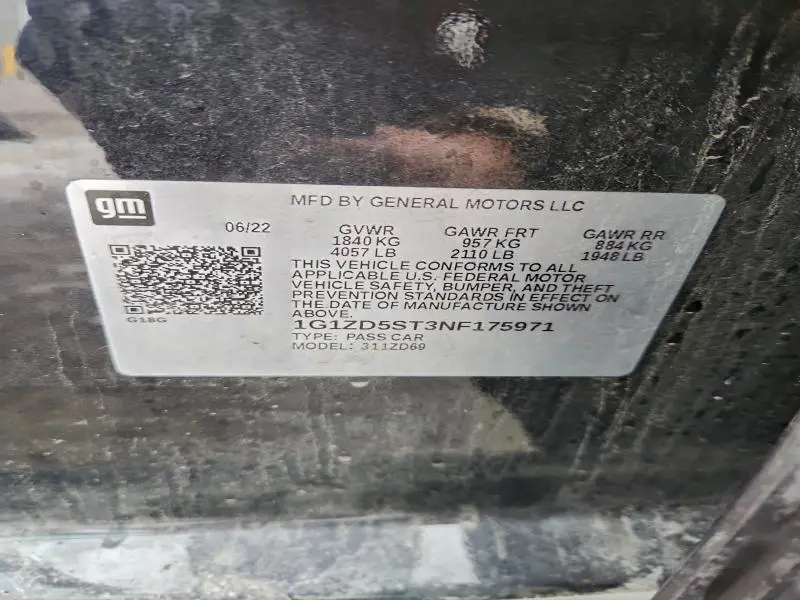 gm
MFD BY GENERAL MOTORS LLC
06/22
GVWR GAWR FRT GAWR RR
1840 KG 957 KG 884 KG
4057 LB 2110 LB 1948 LB
THIS VEHICLE CONFORMS TO ALL
APPLICABLE U.S. FEDERAL MOTOR
VEHICLE SAFETY, BUMPER, AND THEFT
PREVENTION STANDARDS IN EFFECT ON
THE DATE OF MANUFACTURE SHOWN
ABOVE.
G18G
1G1ZD5ST3NF175971
TYPE: PASS CAR
MODEL: 311ZD69